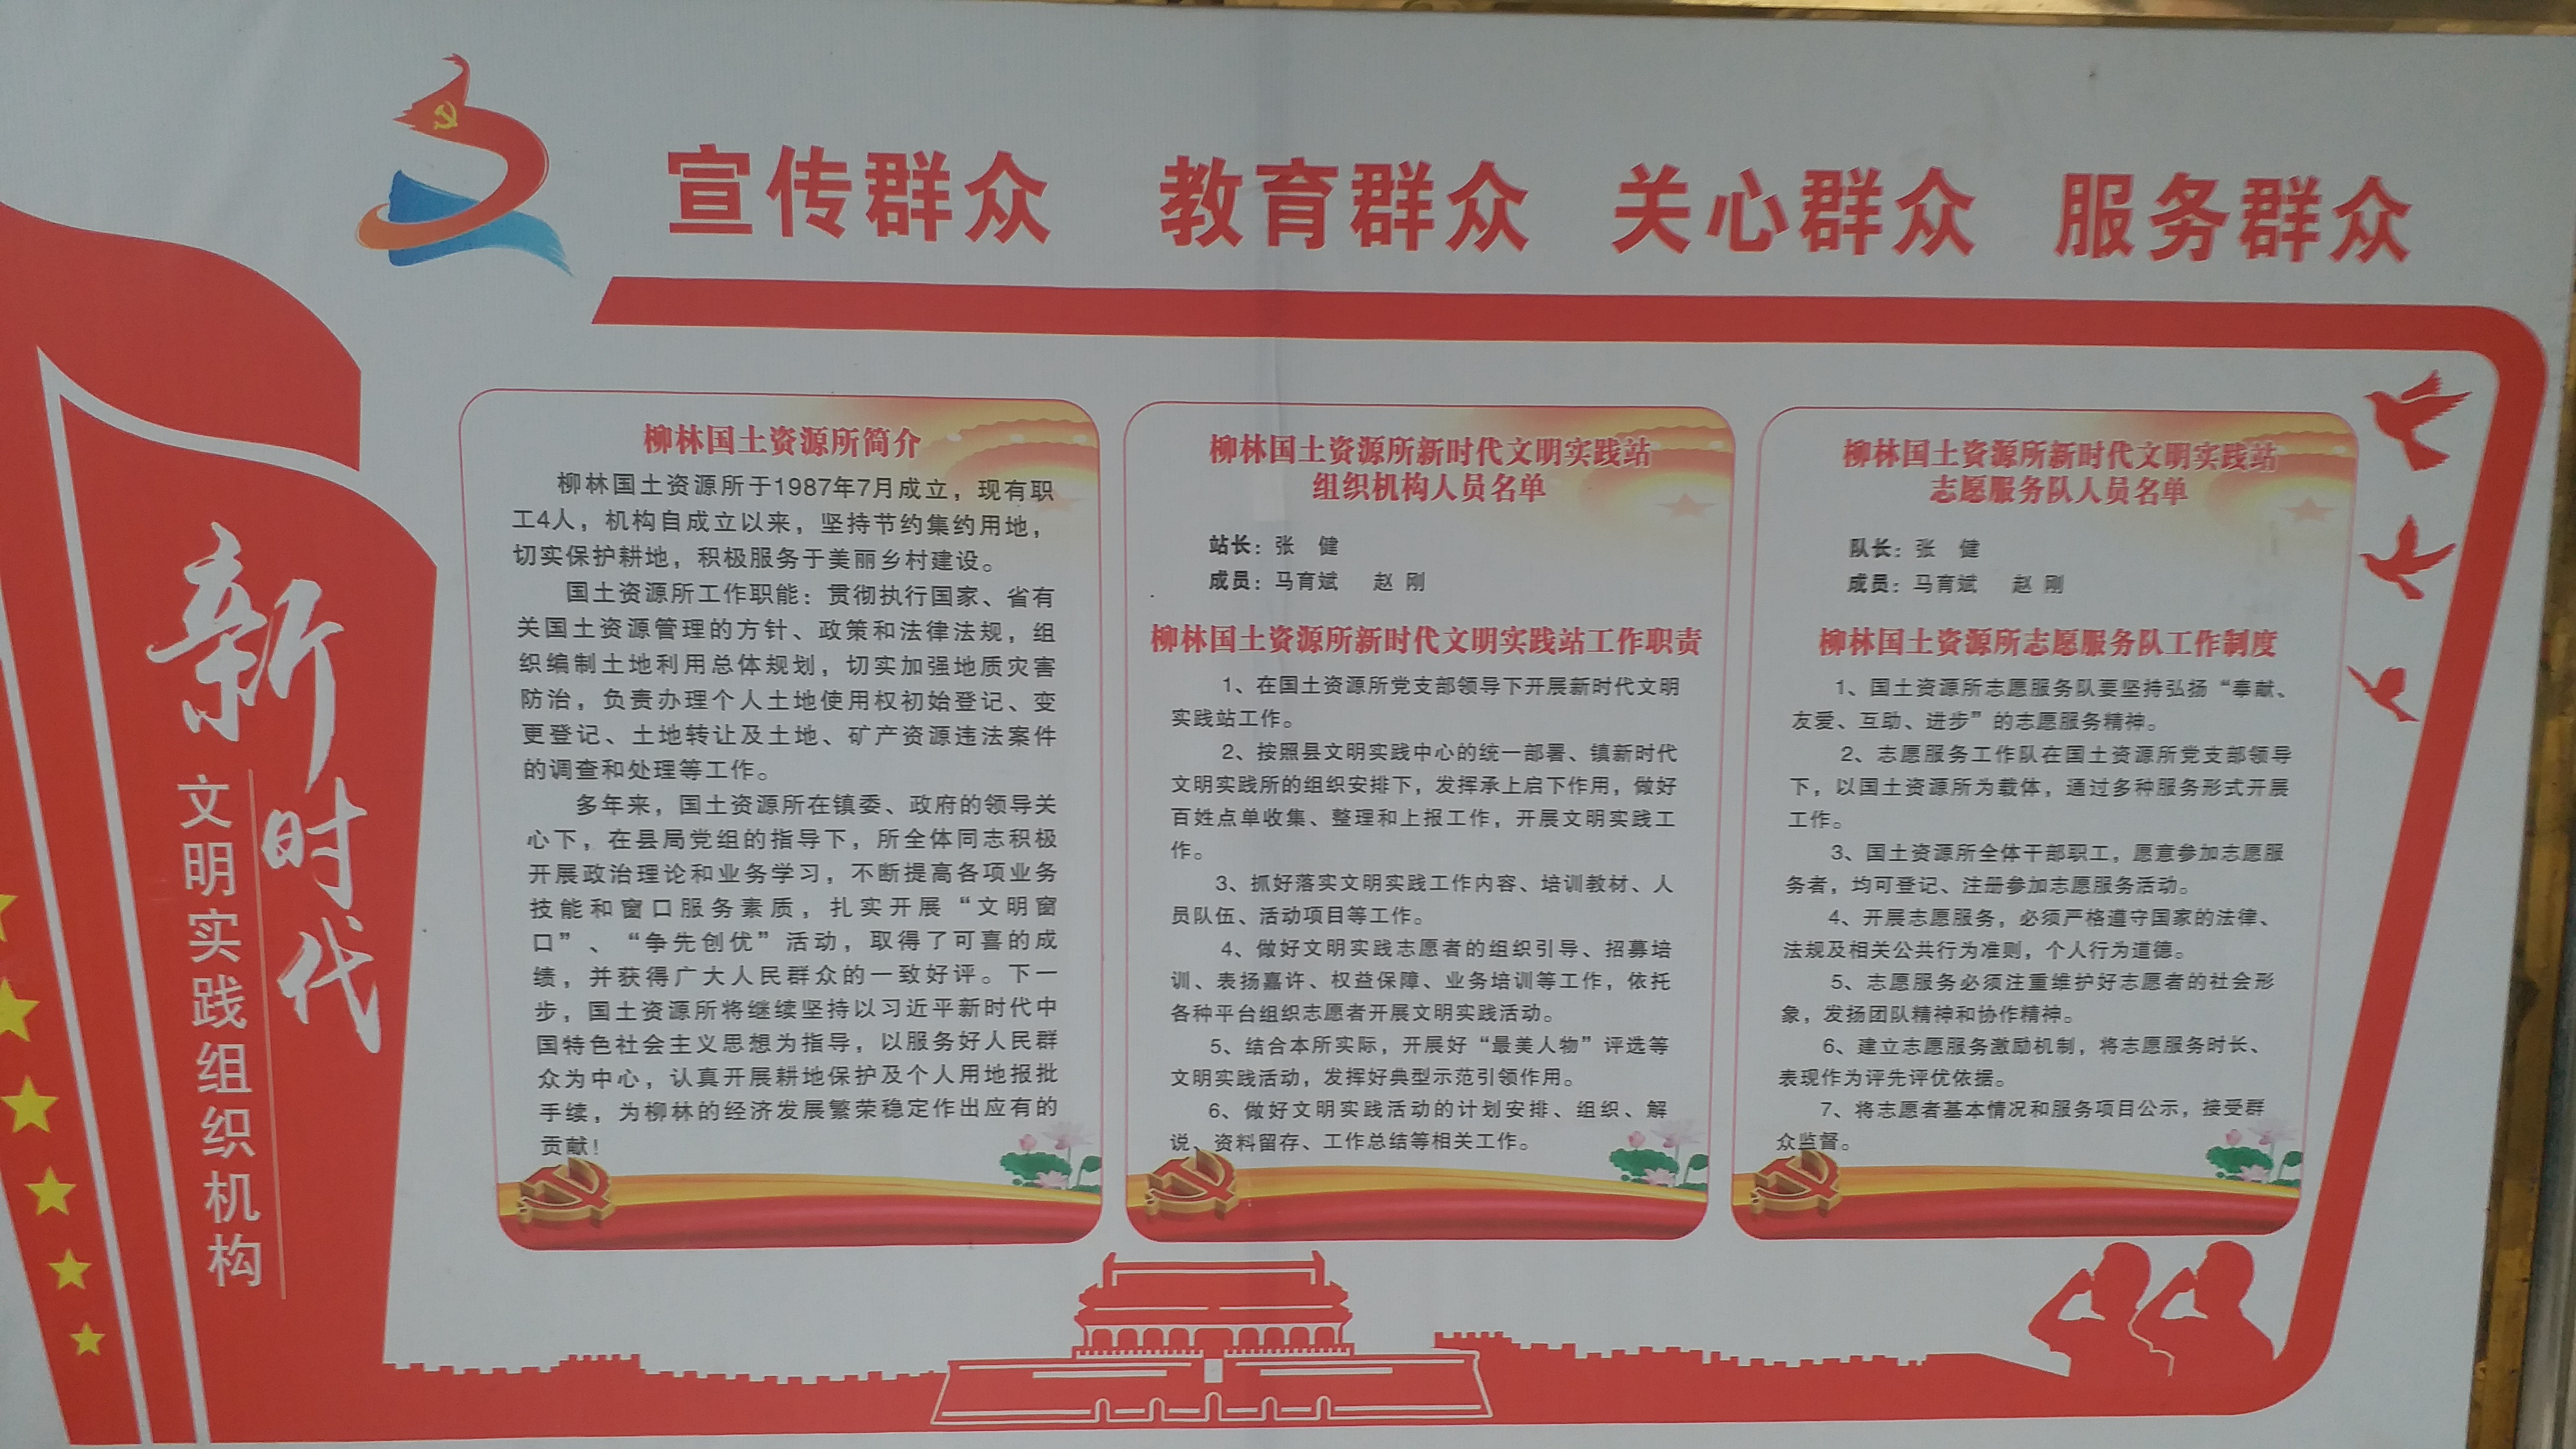 宣传群众 教育群众 关心群众 服务群众
新时代
文明实践组织机构
柳林国土资源所简介
柳林国土资源所于1987年7月成立，现有职
工4人，机构自成立以来，坚持节约集约用地，
切实保护耕地，积极服务于美丽乡村建设。
国土资源所工作职能：贯彻执行国家、省有
关国土资源管理的方针、政策和法律法规，组
织编制土地利用总体规划，切实加强地质灾害
防治，负责办理个人土地使用权初始登记、变
更登记、土地转让及土地、矿产资源违法案件
的调查和处理等工作。
多年来，国土资源所在镇委、政府的领导关
心下，在县局党组的指导下，所全体同志积极
开展政治理论和业务学习，不断提高各项业务
技能和窗口服务素质，扎实开展“文明窗
口”、“争先创优”活动，取得了可喜的成
绩，并获得广大人民群众的一致好评。下一
步，国土资源所将继续坚持以习近平新时代中
国特色社会主义思想为指导，以服务好人民群
众为中心，认真开展耕地保护及个人用地报批
手续，为柳林的经济发展繁荣稳定作出应有的
贡献！
柳林国土资源所新时代文明实践站
组织机构人员名单
站长：张 健
成员：马育斌 赵 刚
柳林国土资源所新时代文明实践站工作职责
1、在国土资源所党支部领导下开展新时代文明
实践站工作。
2、按照县文明实践中心的统一部署、镇新时代
文明实践所的组织安排下，发挥承上启下作用，做好
百姓点单收集、整理和上报工作，开展文明实践工
作。
3、抓好落实文明实践工作内容、培训教材、人
员队伍、活动项目等工作。
4、做好文明实践志愿者的组织引导、招募培
训、表扬嘉许、权益保障、业务培训等工作，依托
各种平台组织志愿者开展文明实践活动。
5、结合本所实际，开展好“最美人物”评选等
文明实践活动，发挥好典型示范引领作用。
6、做好文明实践活动的计划安排、组织、解
说、资料留存、工作总结等相关工作。
柳林国土资源所新时代文明实践站
志愿服务队人员名单
队长：张 健
成员：马育斌 赵 刚
柳林国土资源所志愿服务队工作制度
1、国土资源所志愿服务队要坚持弘扬“奉献、
友爱、互助、进步”的志愿服务精神。
2、志愿服务工作队在国土资源所党支部领导
下，以国土资源所为载体，通过多种服务形式开展
工作。
3、国土资源所全体干部职工，愿意参加志愿服
务者，均可登记、注册参加志愿服务活动。
4、开展志愿服务，必须严格遵守国家的法律、
法规及相关公共行为准则，个人行为道德。
5、志愿服务必须注重维护好志愿者的社会形
象，发扬团队精神和协作精神。
6、建立志愿服务激励机制，将志愿服务时长、
表现作为评先评优依据。
7、将志愿者基本情况和服务项目公示，接受群
众监督。